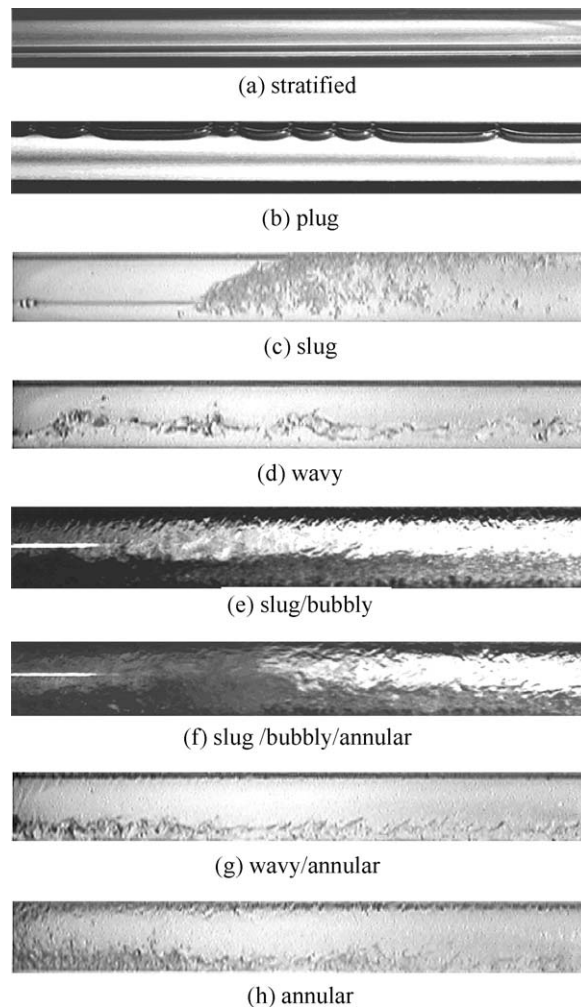 (a) stratified
(b) plug
(c) slug
(d) wavy
(e) slug/bubbly
(f) slug /bubbly/annular
(g) wavy/annular
(h) annular